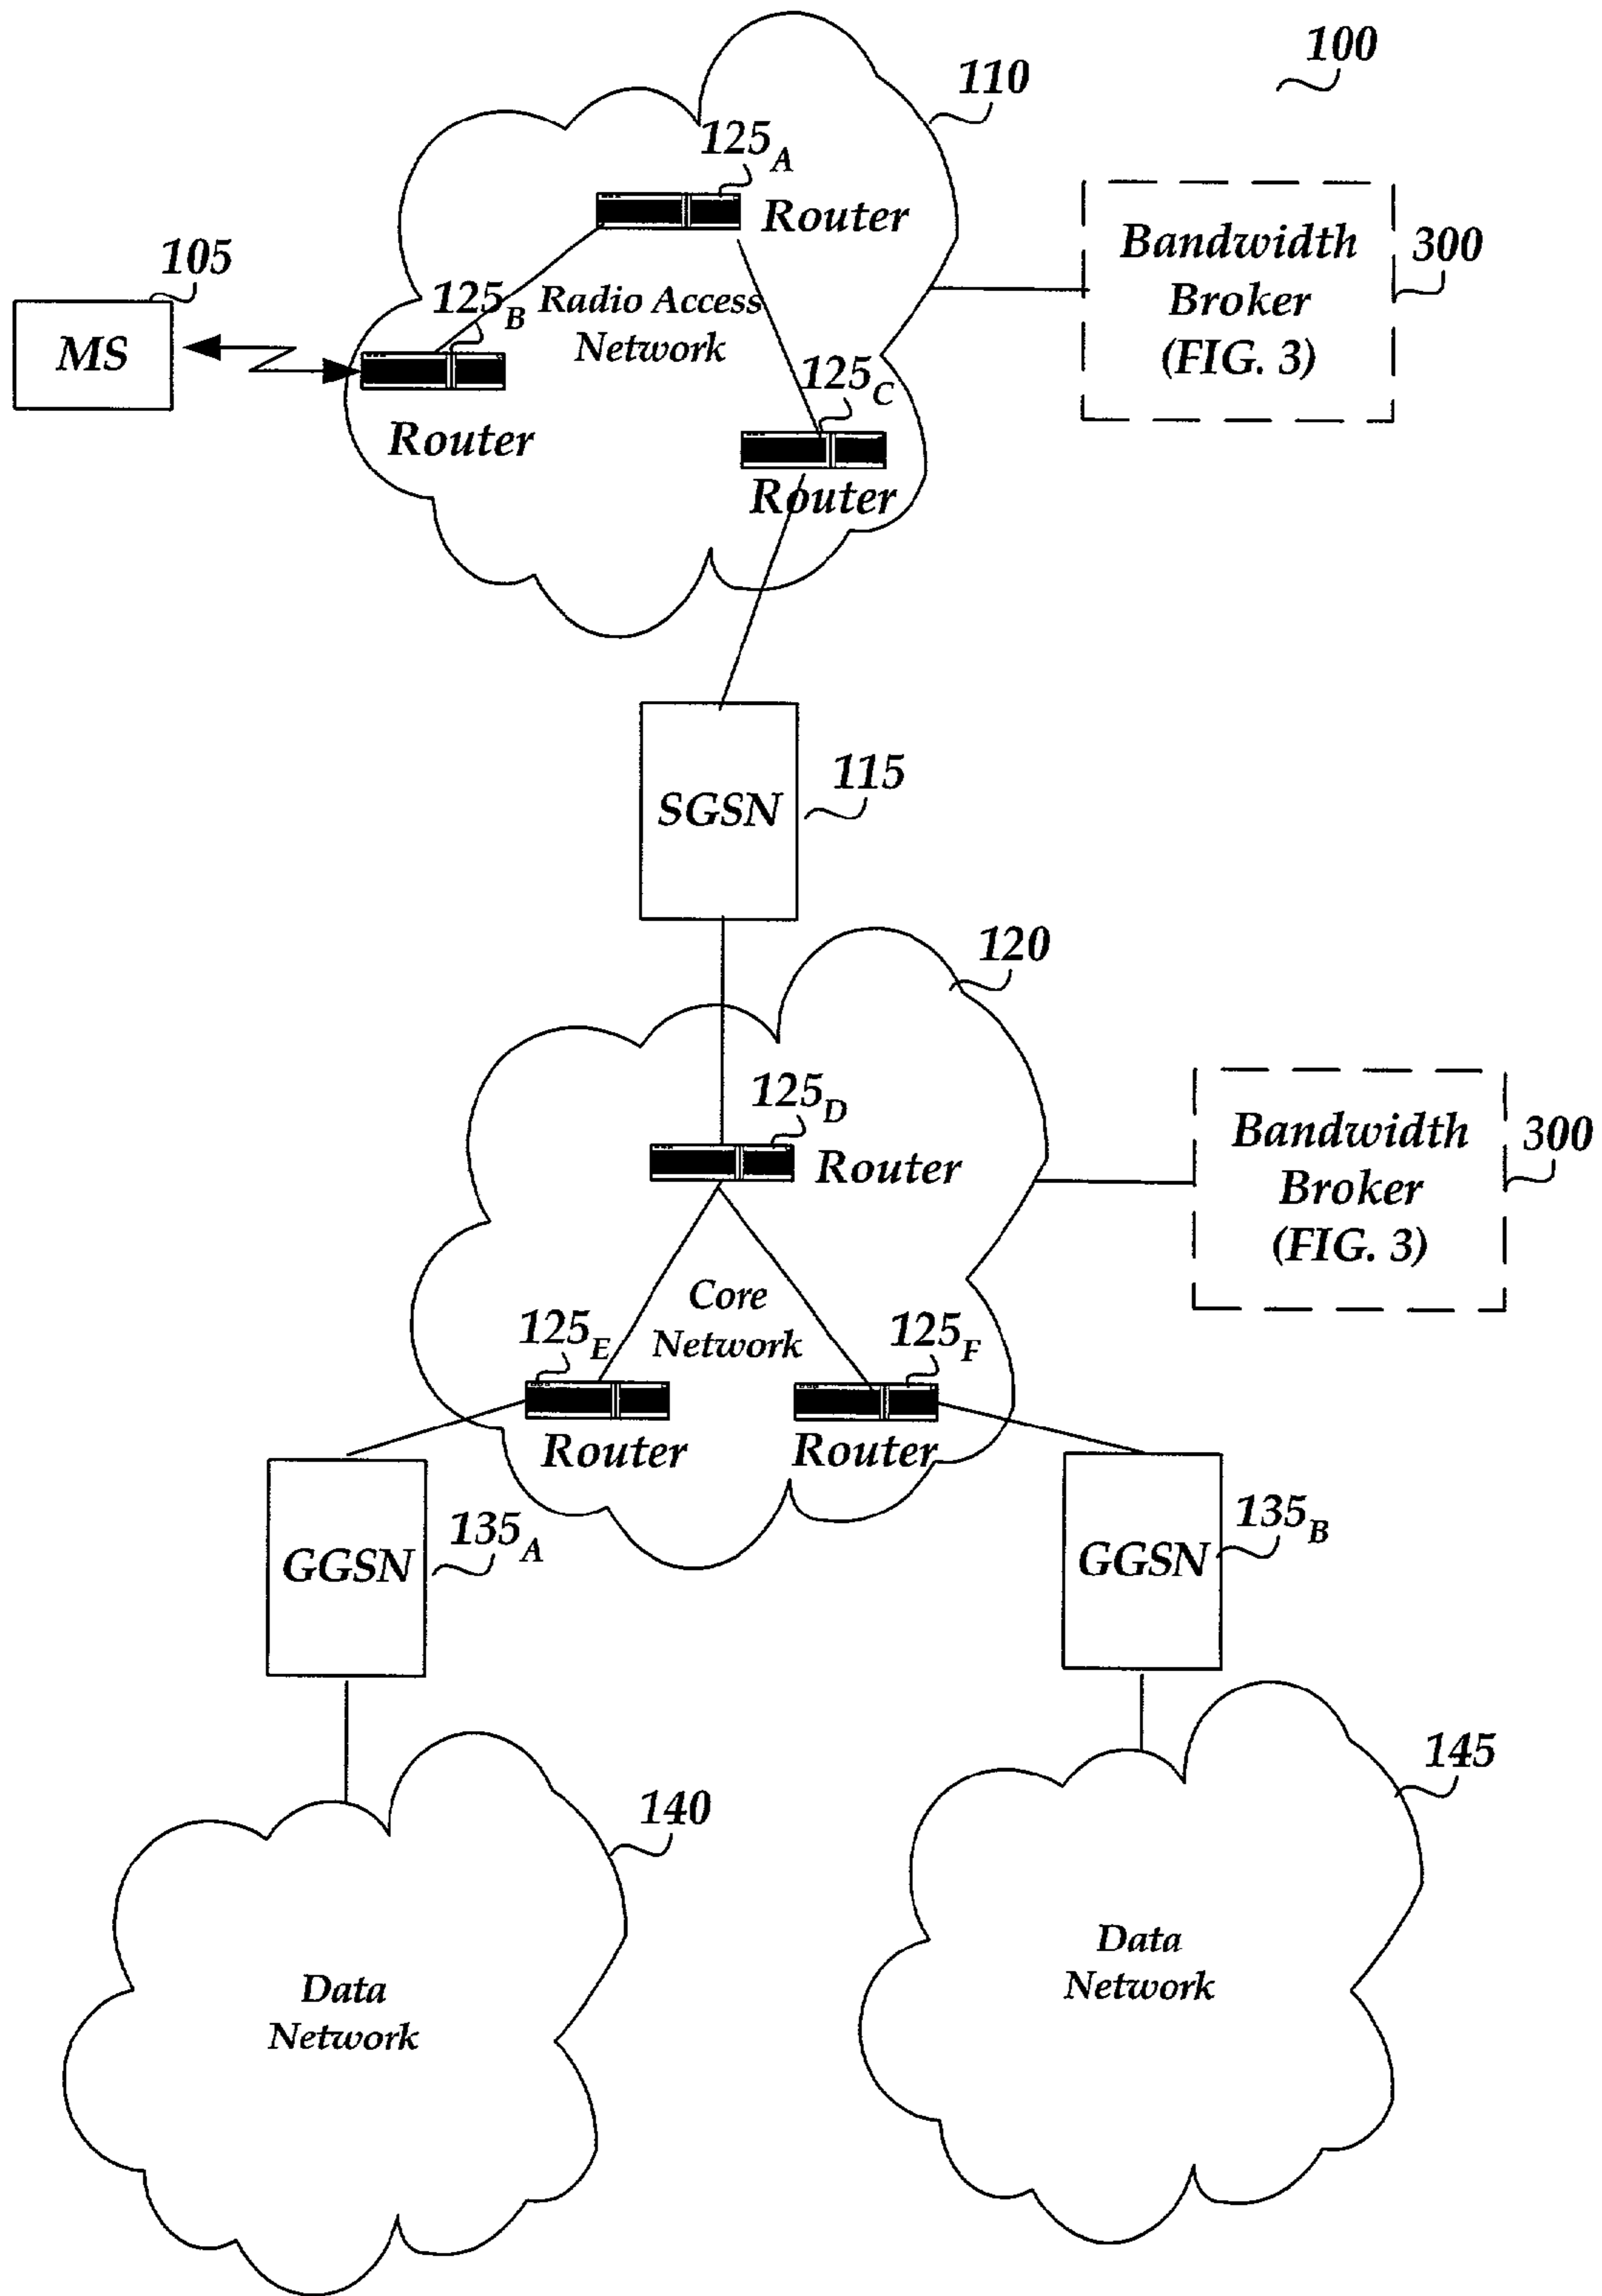 100
110
125A
Router
Bandwidth
Broker
(FIG. 3)
300
105
MS
125B
Radio Access
Network
Router
125C
Router
SGSN
115
120
125D
Router
Bandwidth
Broker
(FIG. 3)
300
Core
Network
125E
Router
125F
Router
GGSN
135A
GGSN
135B
140
Data
Network
145
Data
Network